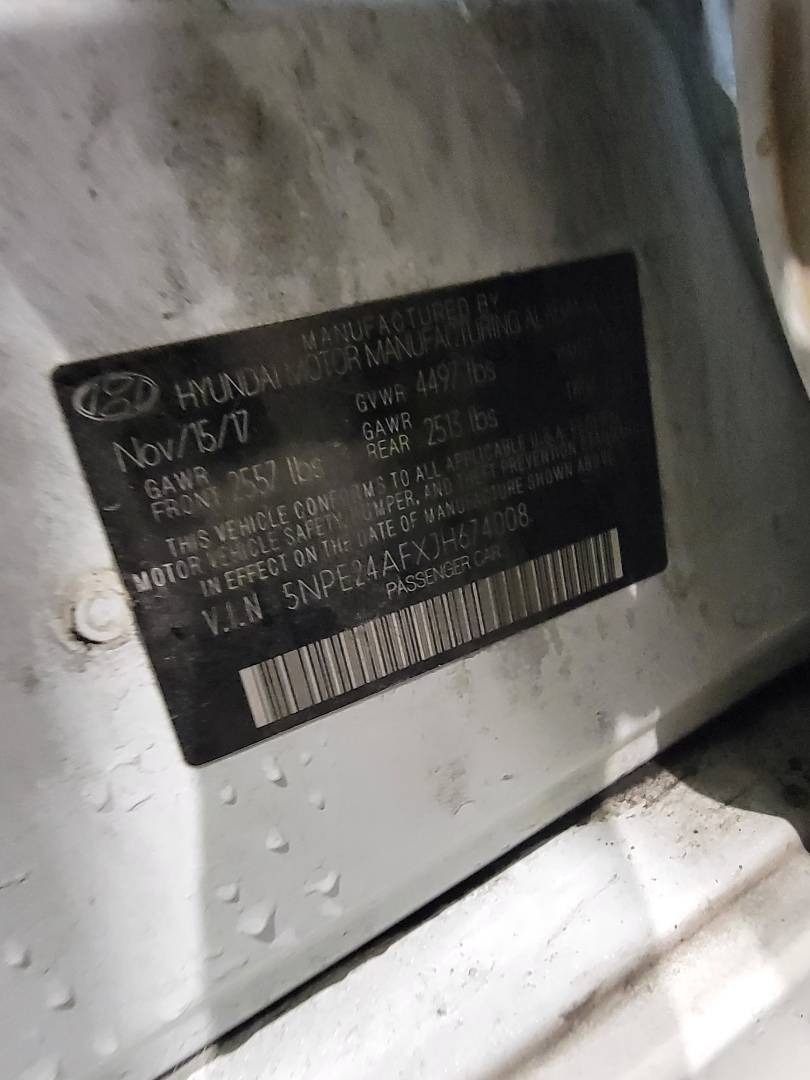 MANUFACTURED BY
HYUNDAI MOTOR MANUFACTURING ALABAMA
Nov/15/17 GVWR 4497 lbs
GAWR FRONT 2557 lbs GAWR REAR 2513 lbs
THIS VEHICLE CONFORMS TO ALL APPLICABLE U.S.A. FEDERAL
MOTOR VEHICLE SAFETY, BUMPER, AND THEFT PREVENTION STANDARDS
IN EFFECT ON THE DATE OF MANUFACTURE SHOWN ABOVE.
V.I.N 5NPE24AFXJH674008
PASSENGER CAR